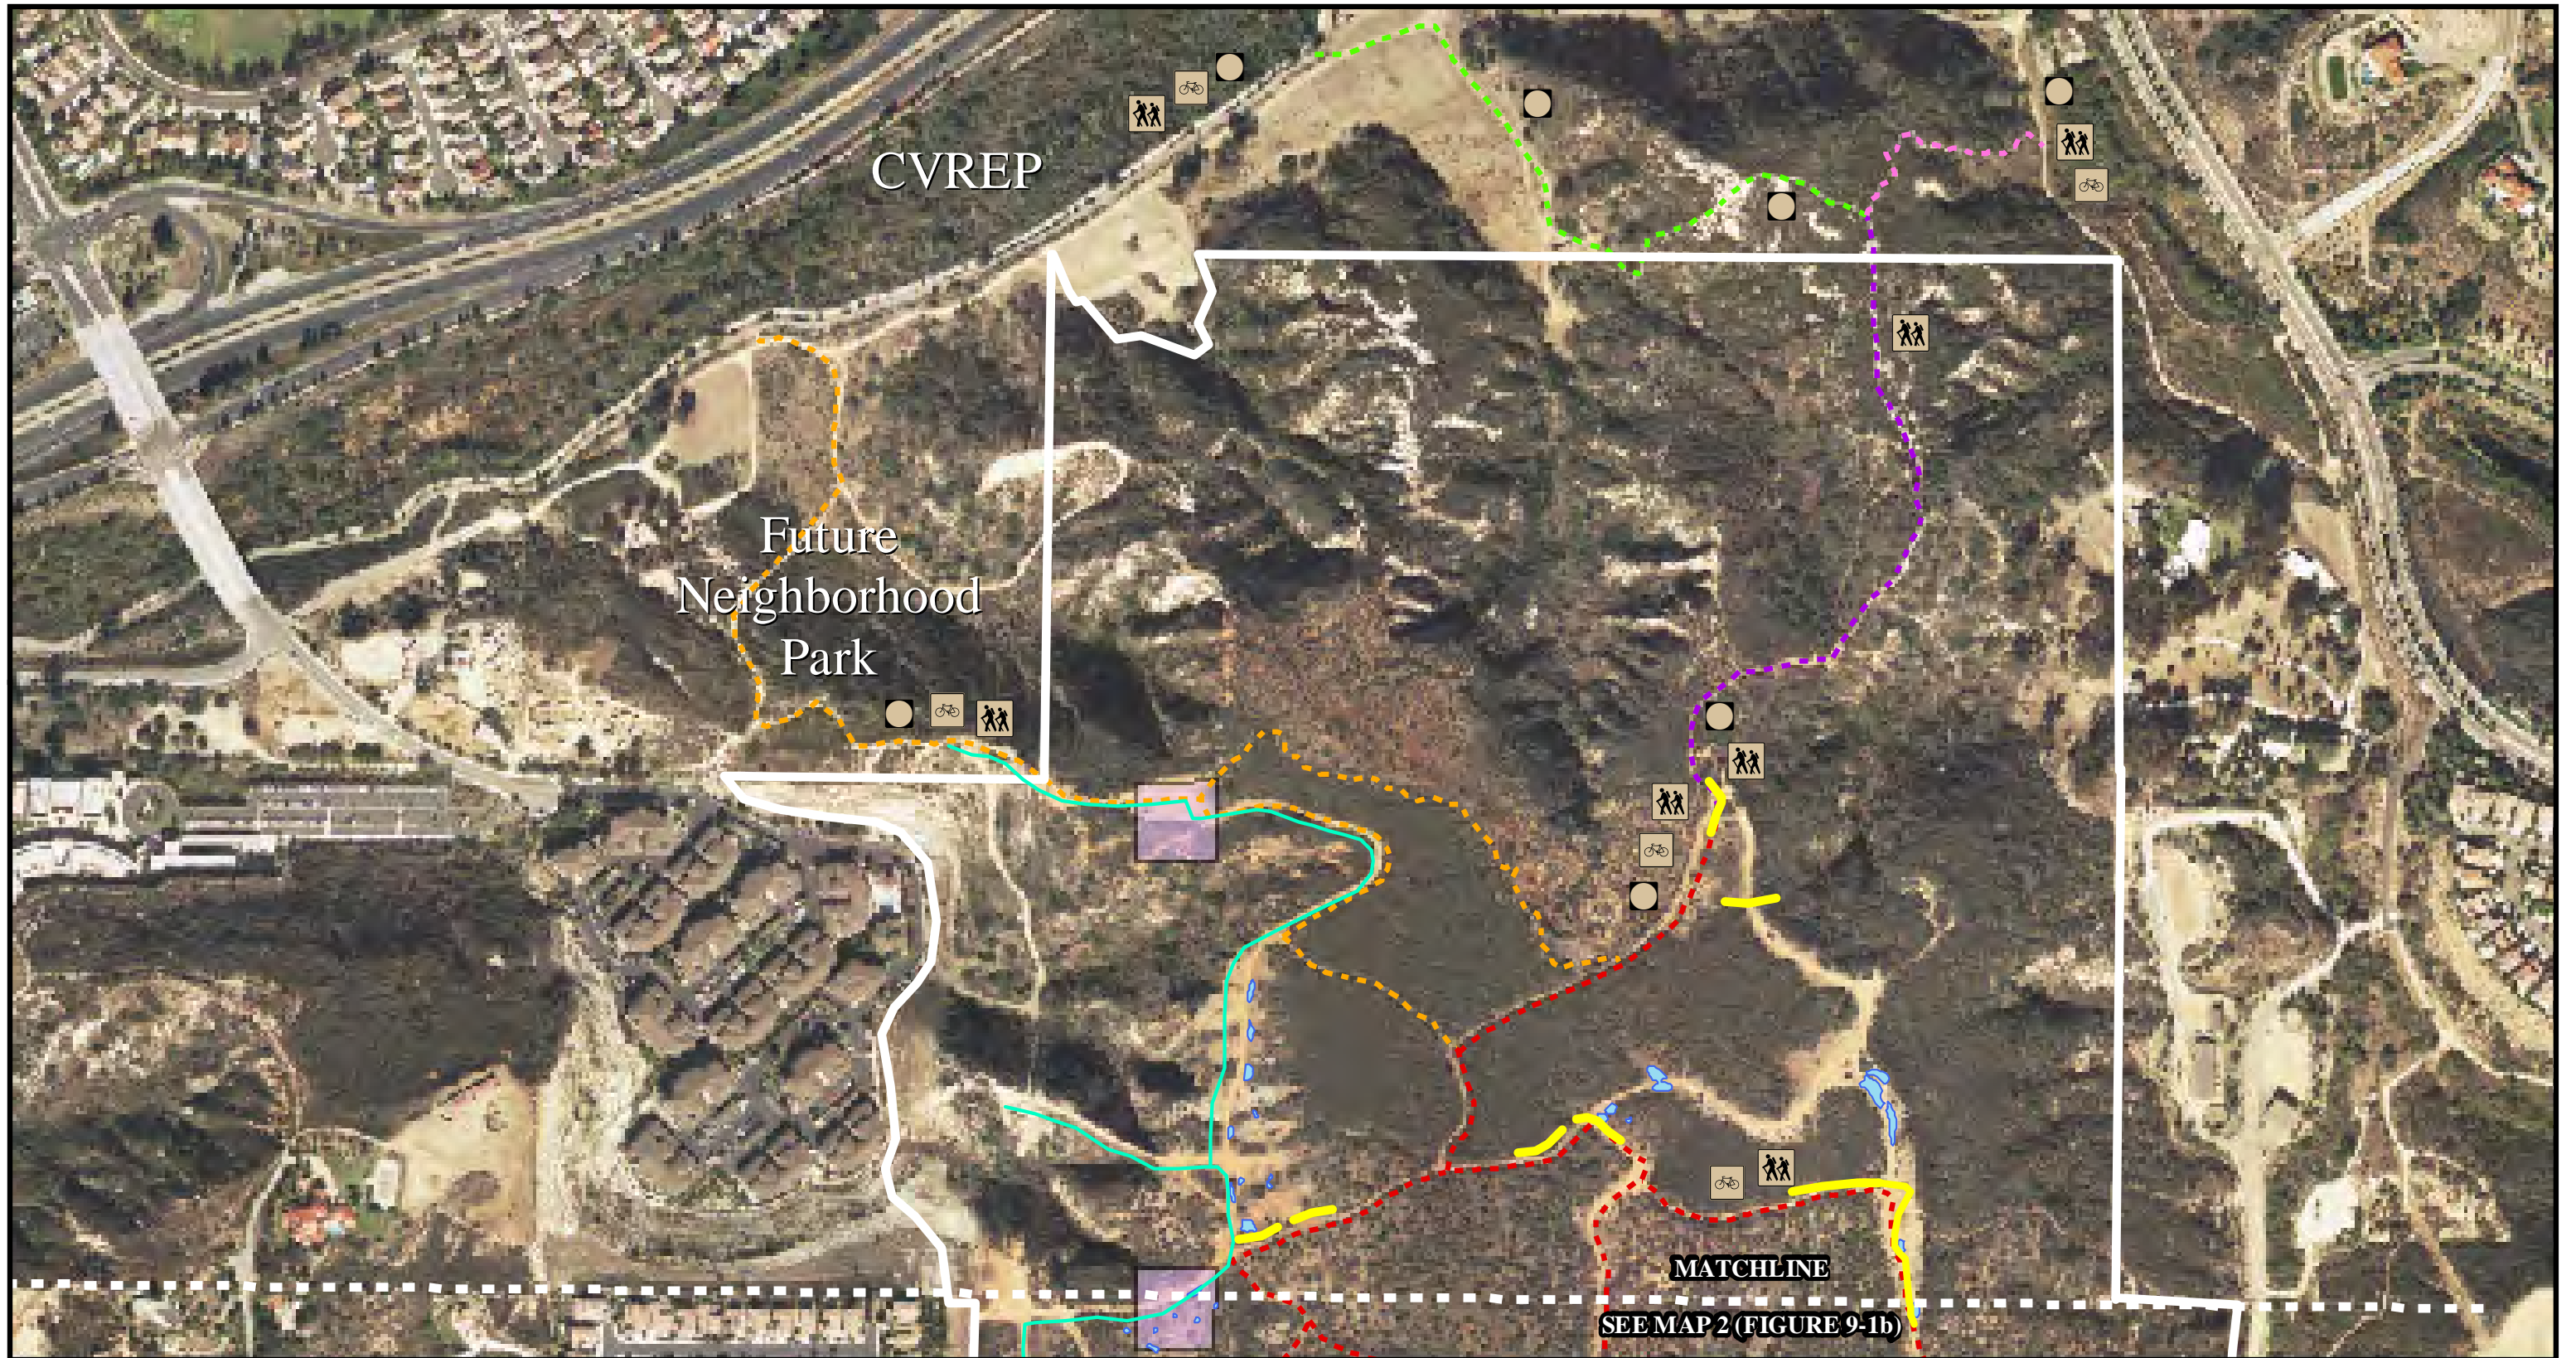 CVREP
Future
Neighborhood
Park
MATCHLINE
SEE MAP 2 (FIGURE 9-1b)